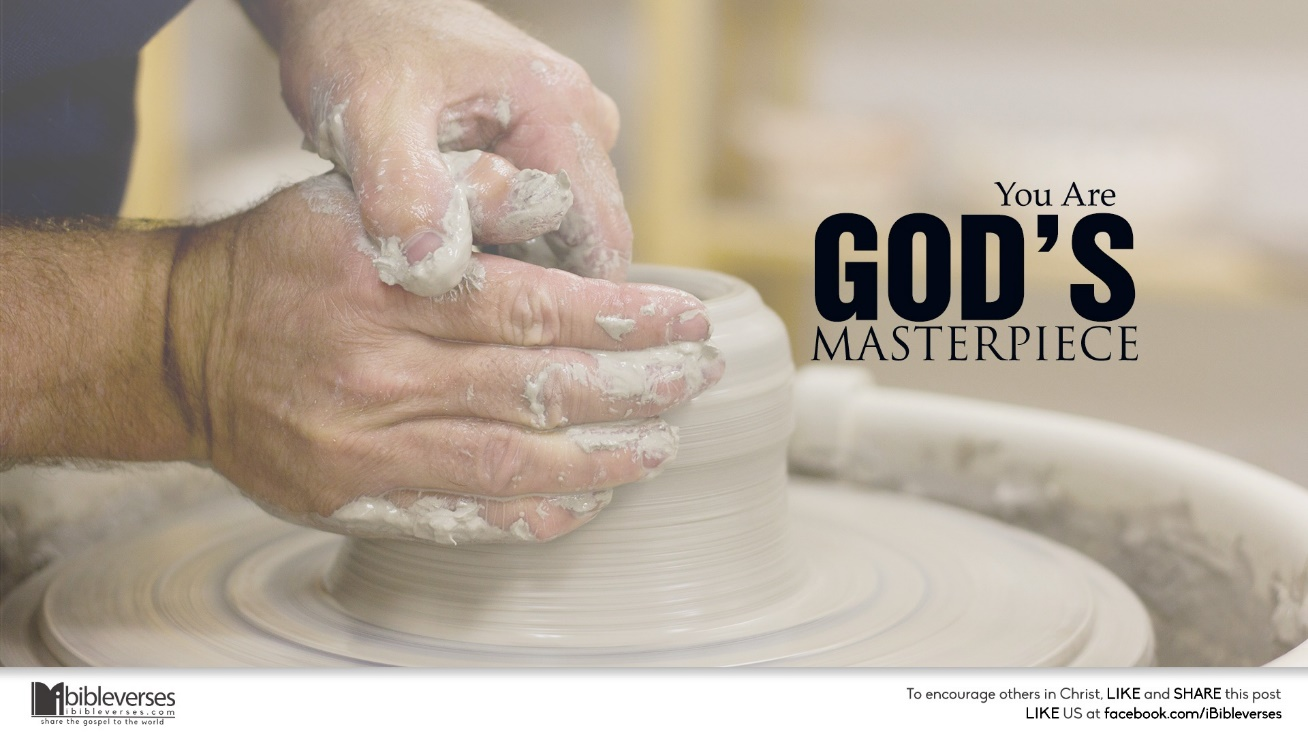 You Are
GOD'S
MASTERPIECE
ibibleverses
ibibleverses.com
share the gospel to the world
To encourage others in Christ, LIKE and SHARE this post
LIKE US at facebook.com/iBibleverses